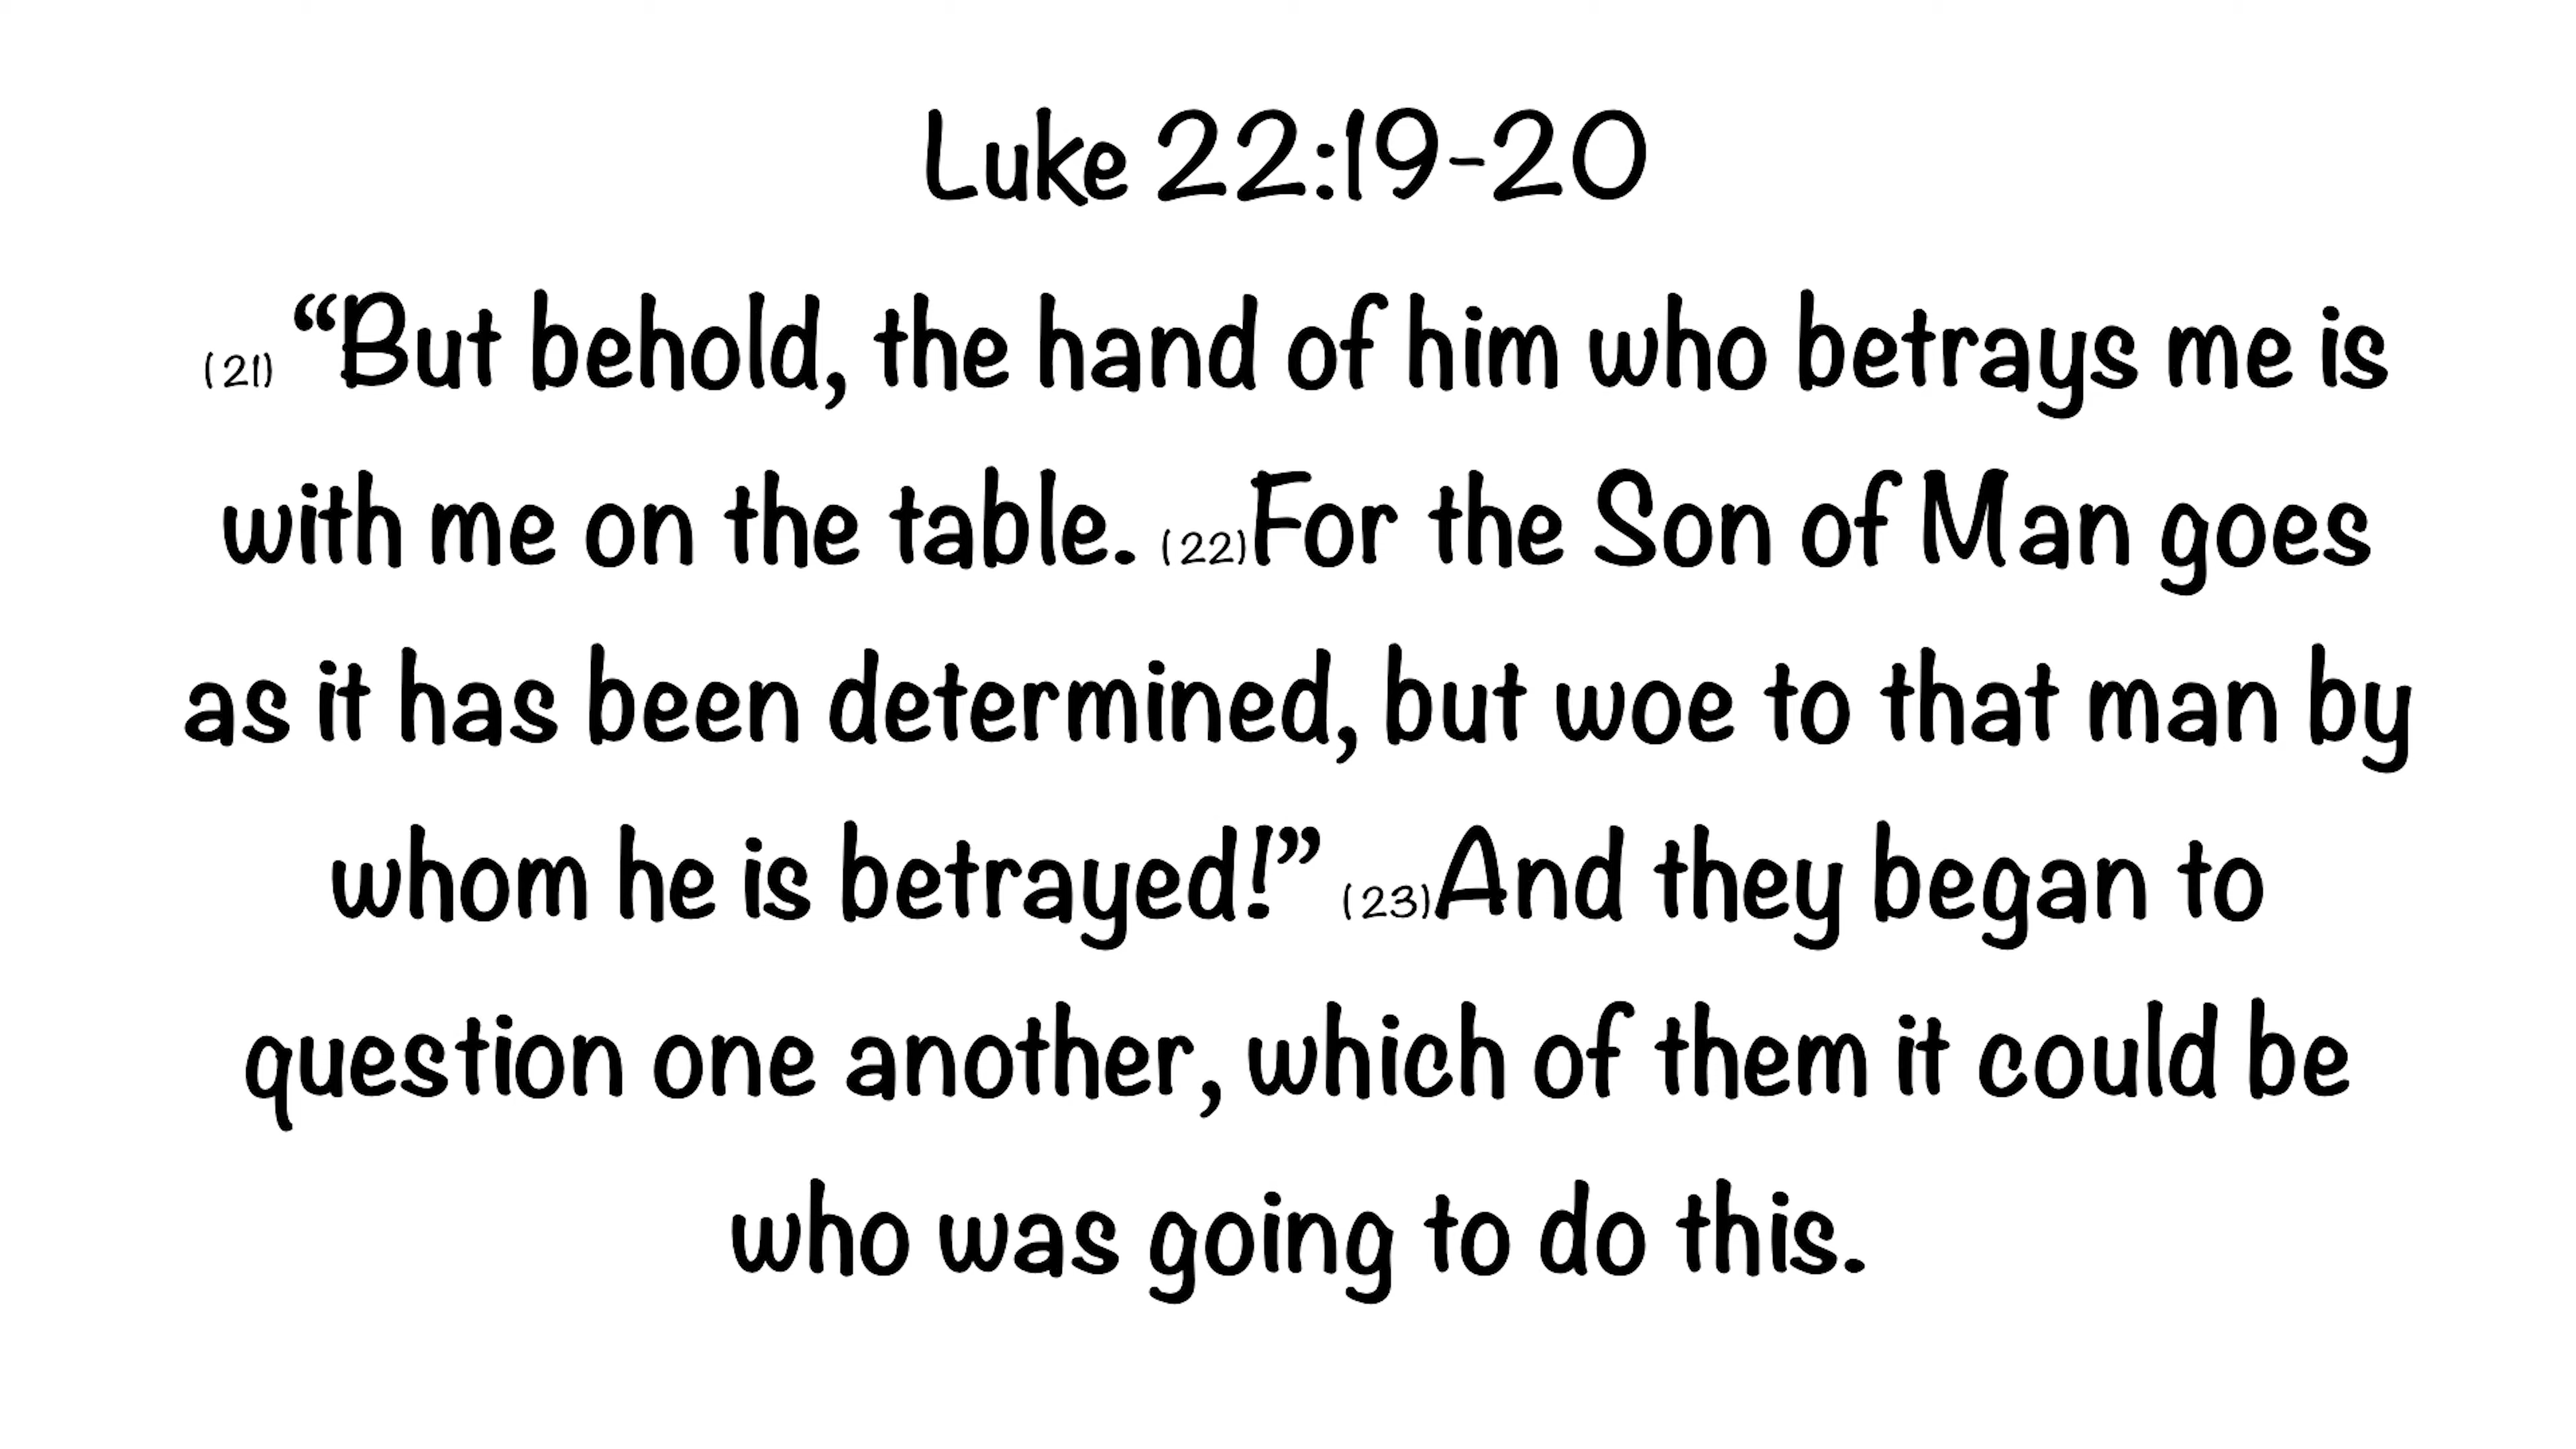 Luke 22:19-20
(21) “But behold, the hand of him who betrays me is
with me on the table. (22)For the Son of Man goes
as it has been determined, but woe to that man by
whom he is betrayed!” (23)And they began to
question one another, which of them it could be
who was going to do this.